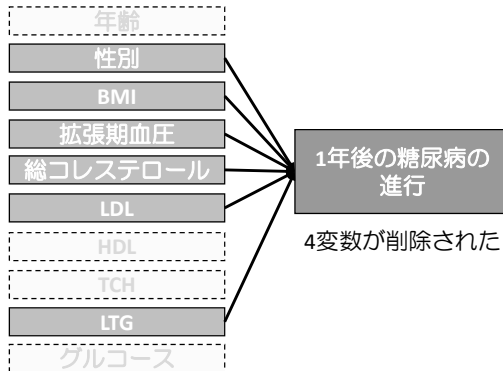 年齢
性別
BMI
拡張期血圧
総コレステロール
LDL
HDL
TCH
LTG
グルコース
1年後の糖尿病の
進行
4変数が削除された